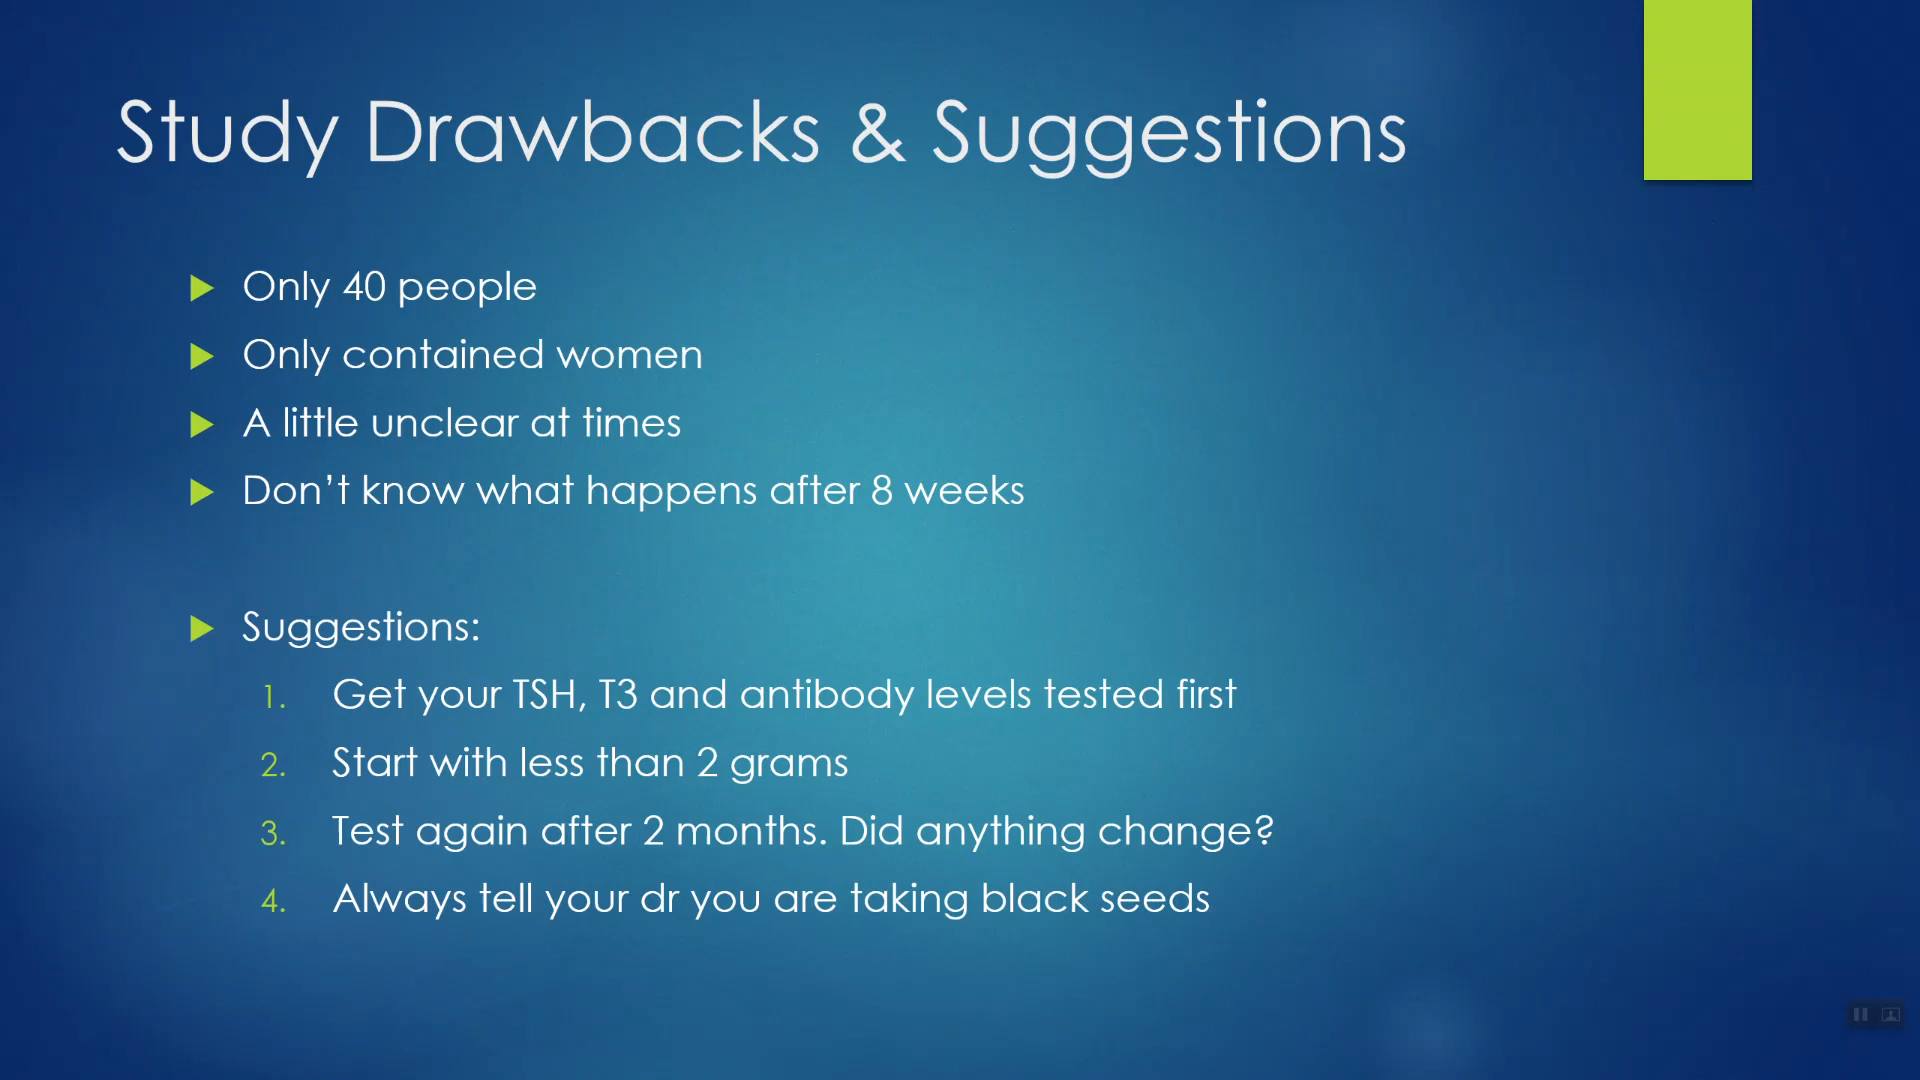 Study Drawbacks & Suggestions
Only 40 people
Only contained women
A little unclear at times
Don’t know what happens after 8 weeks
Suggestions:
1. Get your TSH, T3 and antibody levels tested first
2. Start with less than 2 grams
3. Test again after 2 months. Did anything change?
4. Always tell your dr you are taking black seeds